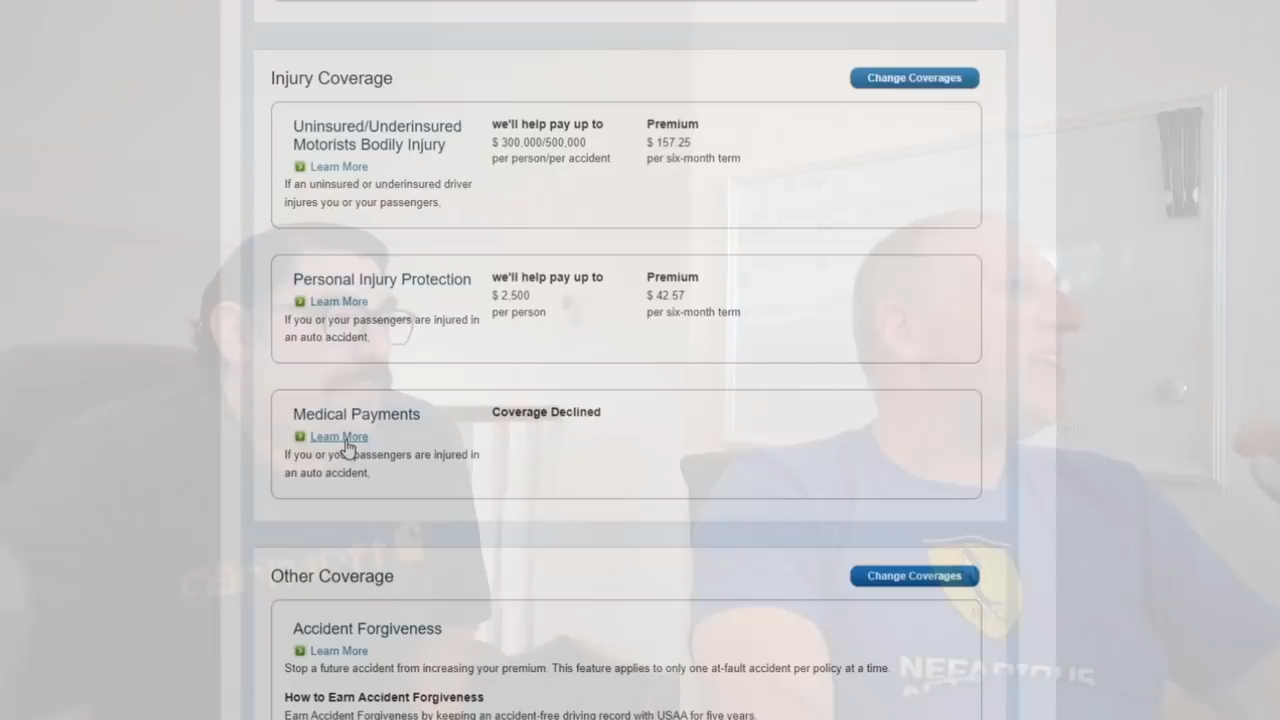 Injury Coverage
Change Coverages
Uninsured/Underinsured
Motorists Bodily Injury
Learn More
If an uninsured or underinsured driver
injures you or your passengers.
we'll help pay up to
$ 300,000/500,000
per person/per accident
Premium
$ 157.25
per six-month term
Personal Injury Protection
Learn More
If you or your passengers are injured in
an auto accident.
we'll help pay up to
$ 2,500
per person
Premium
$ 42.57
per six-month term
Medical Payments
Learn More
If you or your passengers are injured in
an auto accident.
Coverage Declined
Other Coverage
Change Coverages
Accident Forgiveness
Learn More
Stop a future accident from increasing your premium. This feature applies to only one at-fault accident per policy at a time.
How to Earn Accident Forgiveness
Earn Accident Forgiveness by keeping an accident-free driving record with USAA for five years.